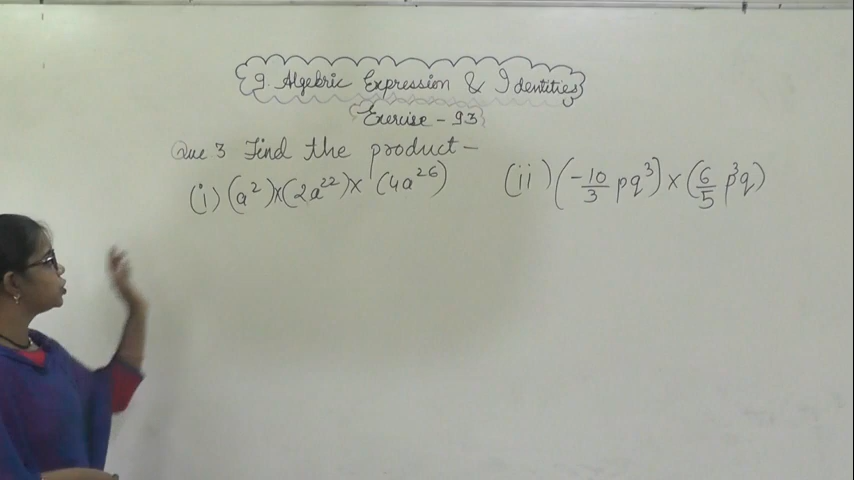 9. Algebric Expression & Identities
Exercise - 9.3
Que 3 Find the product -
(i) (a²)×(2a²²)× (4a²⁶) (ii) (-10/3 pq³)×(6/5 p³q)